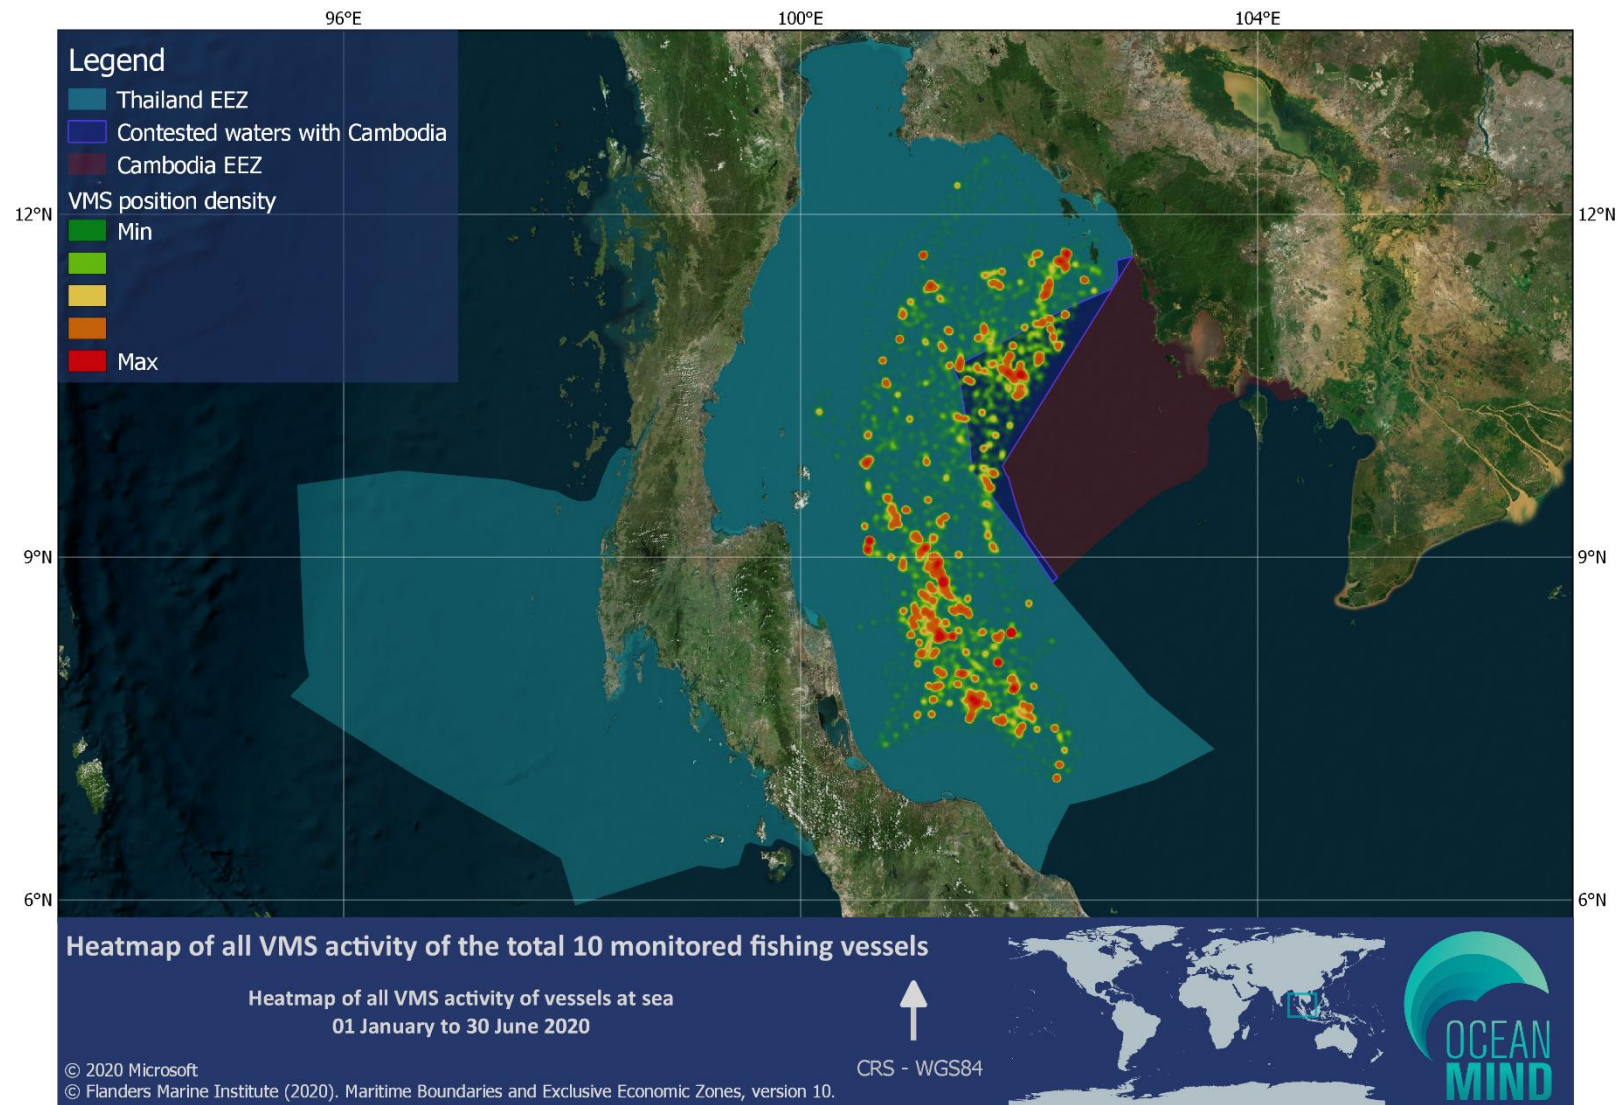 96°E
100°E
104°E
Legend
Thailand EEZ
Contested waters with Cambodia
Cambodia EEZ
VMS position density
Min
Max
12°N
12°N
9°N
9°N
6°N
6°N
Heatmap of all VMS activity of the total 10 monitored fishing vessels
Heatmap of all VMS activity of vessels at sea
01 January to 30 June 2020
CRS - WGS84
© 2020 Microsoft
© Flanders Marine Institute (2020). Maritime Boundaries and Exclusive Economic Zones, version 10.
OCEAN
MIND